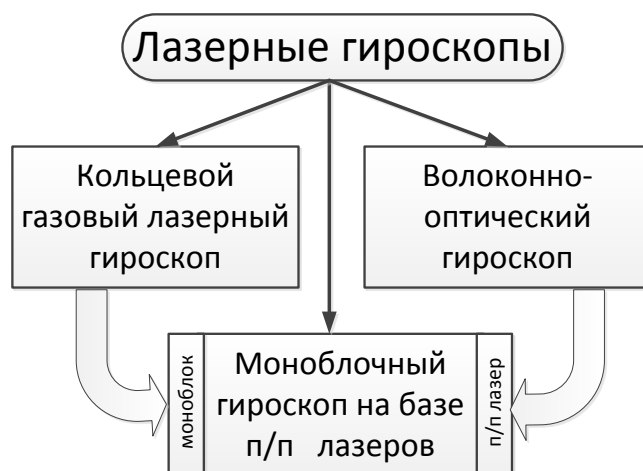 Лазерные гироскопы
Кольцевой
газовый лазерный
гироскоп
Волоконно-
оптический
гироскоп
моноблок
Моноблочный
гироскоп на базе
п/п лазеров
п/п лазер